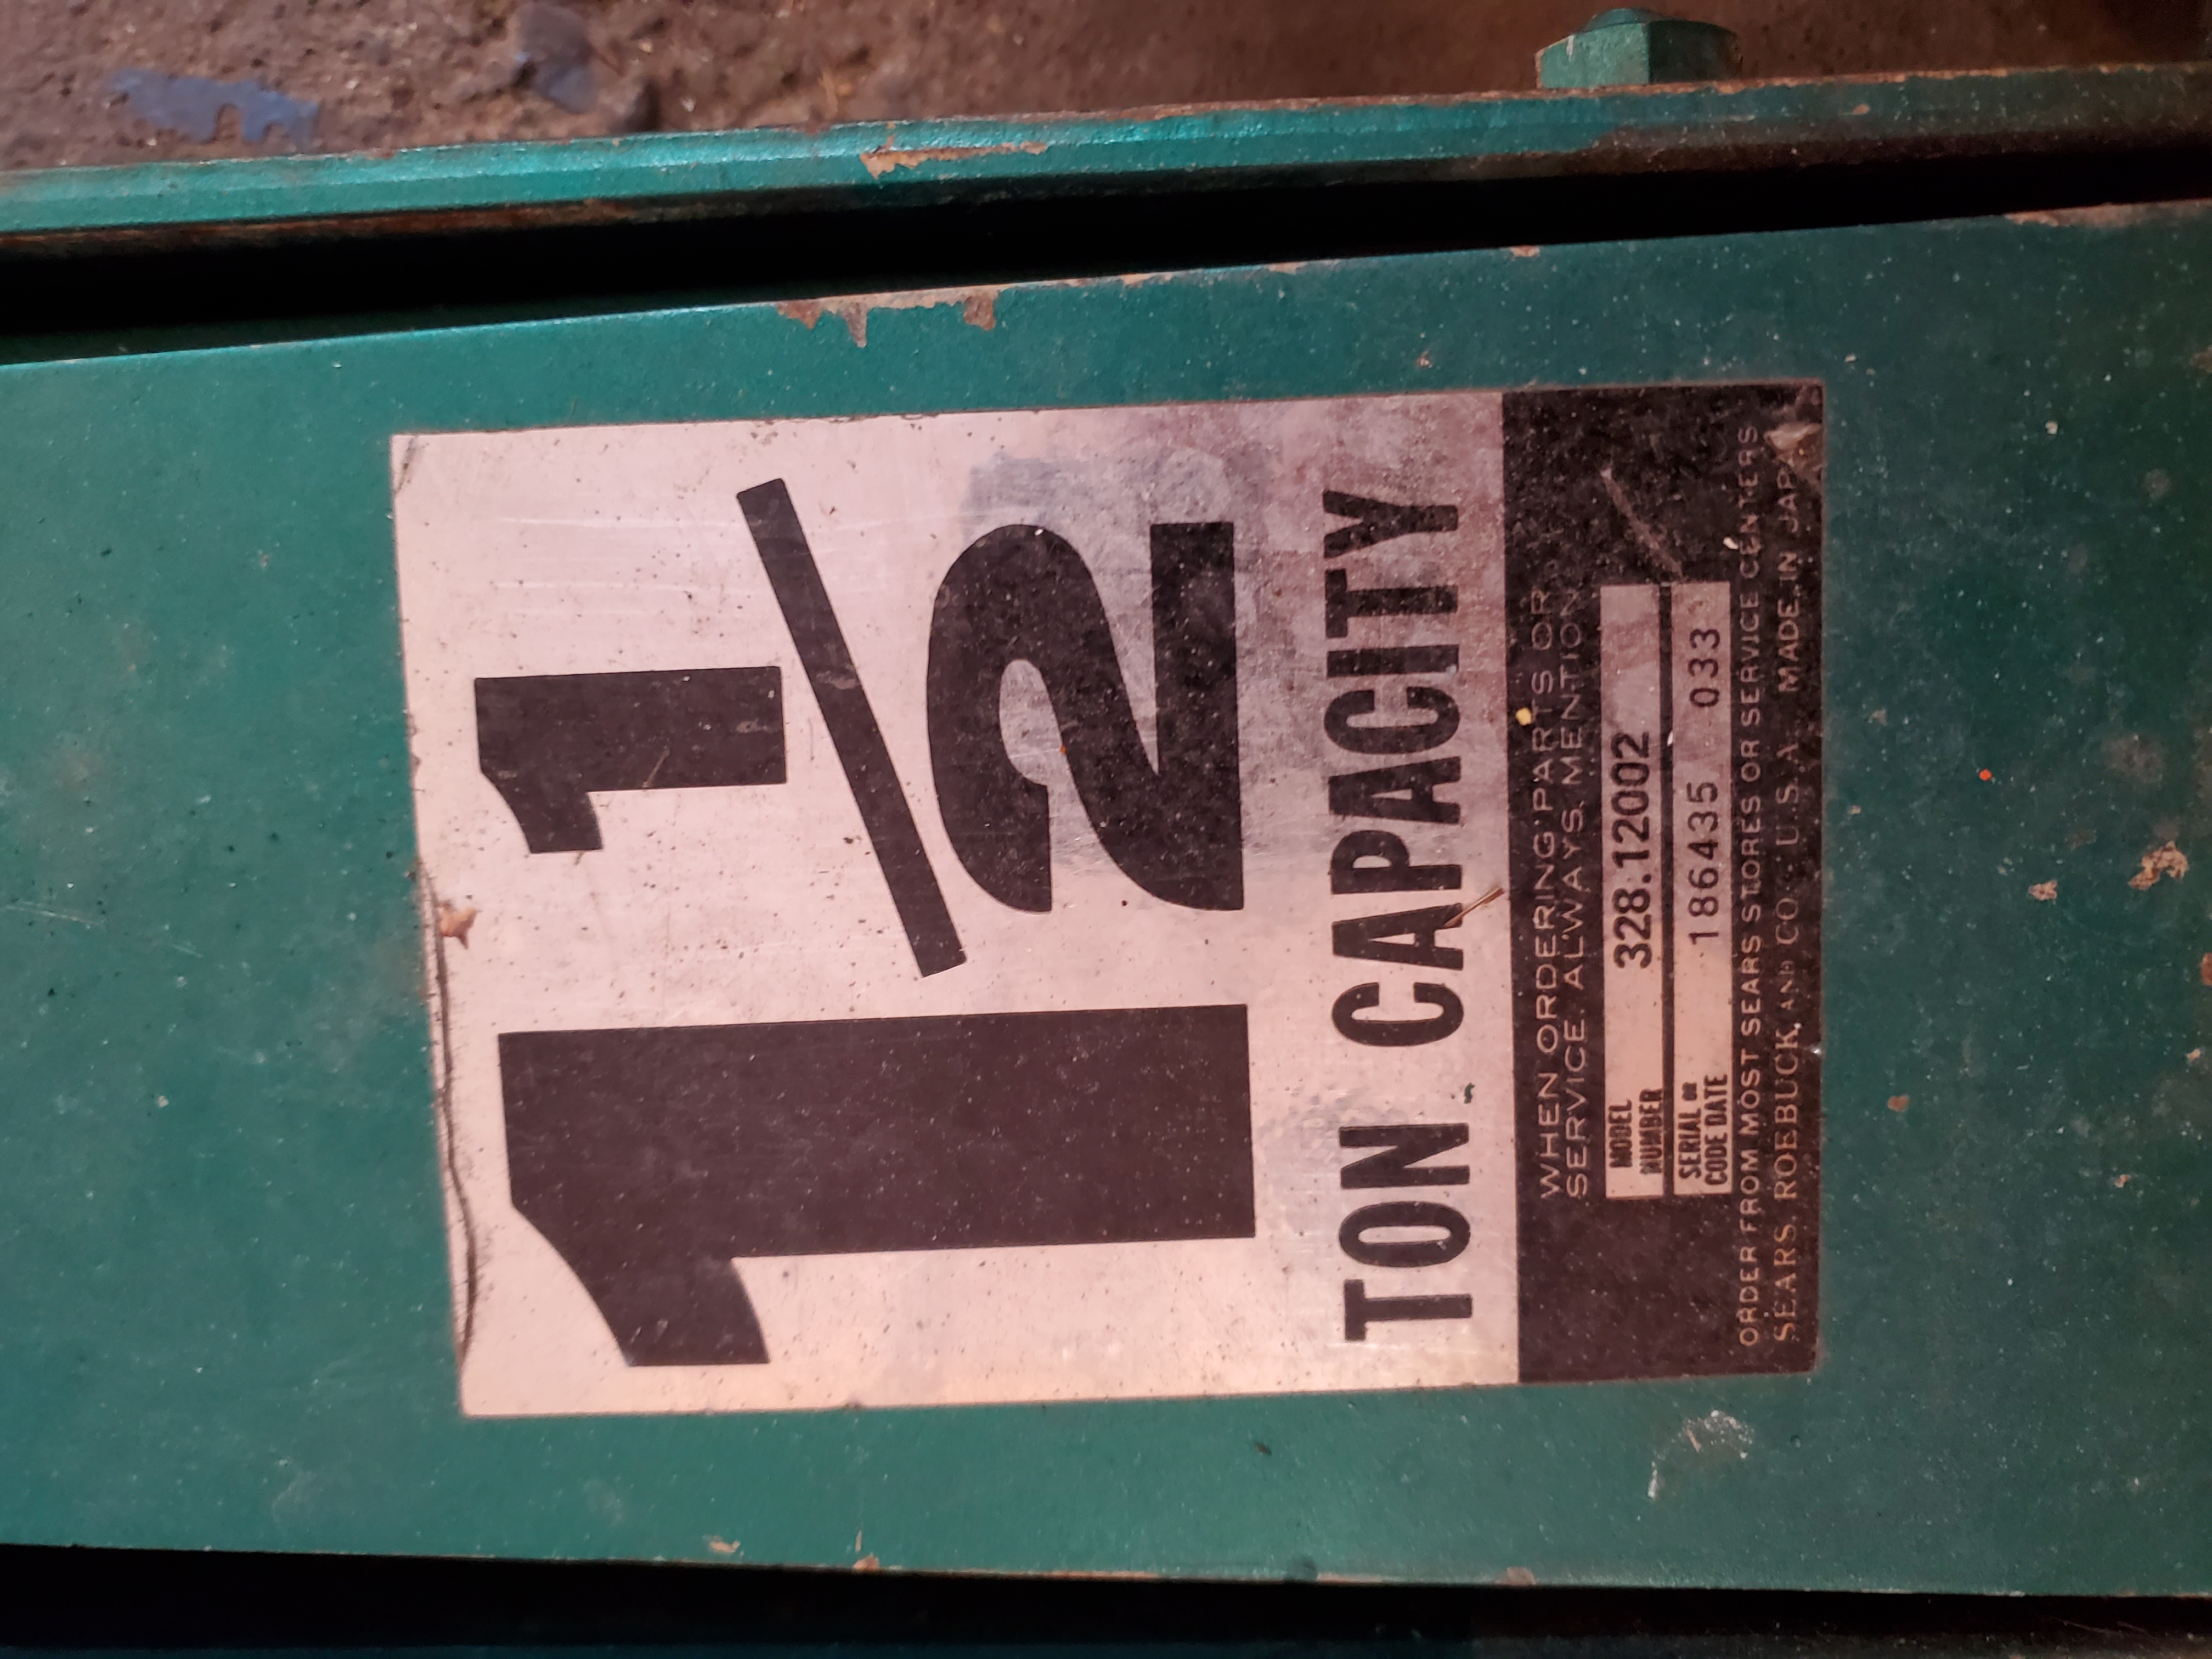 1 1/2
TON CAPACITY
WHEN ORDERING PARTS OR
SERVICE ALWAYS MENTION
MODEL NUMBER 328.12002
SERIAL OR CODE DATE 186435 033
ORDER FROM MOST SEARS STORES OR SERVICE CENTERS
SEARS, ROEBUCK AND CO. U.S.A. MADE IN